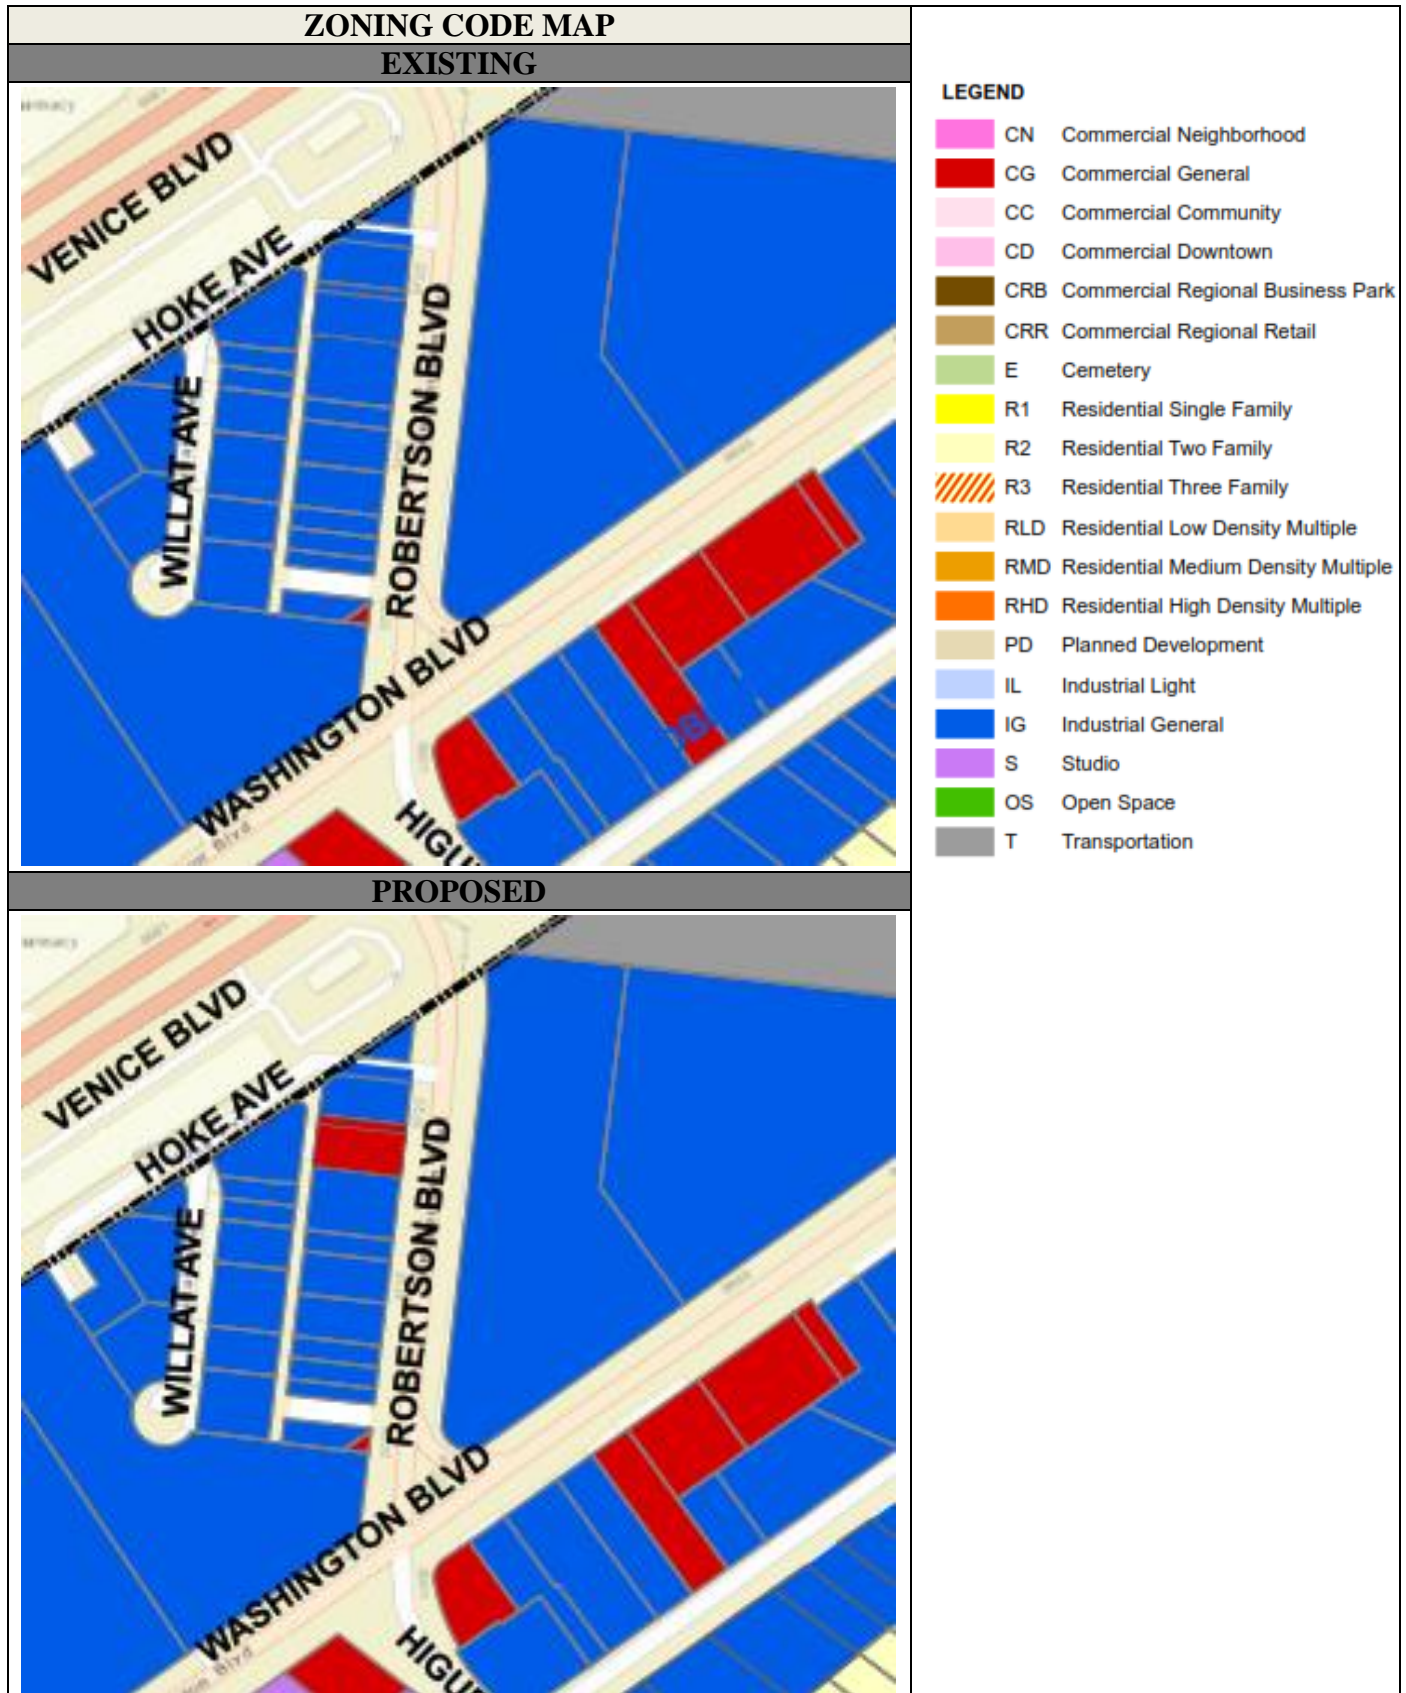 ZONING CODE MAP
EXISTING
VENICE BLVD
HOKE AVE
WILLAT AVE
ROBERTSON BLVD
WASHINGTON BLVD
HIGU
LEGEND
CN Commercial Neighborhood
CG Commercial General
CC Commercial Community
CD Commercial Downtown
CRB Commercial Regional Business Park
CRR Commercial Regional Retail
E Cemetery
R1 Residential Single Family
R2 Residential Two Family
R3 Residential Three Family
RLD Residential Low Density Multiple
RMD Residential Medium Density Multiple
RHD Residential High Density Multiple
PD Planned Development
IL Industrial Light
IG Industrial General
S Studio
OS Open Space
T Transportation
PROPOSED
VENICE BLVD
HOKE AVE
WILLAT AVE
ROBERTSON BLVD
WASHINGTON BLVD
HIGU